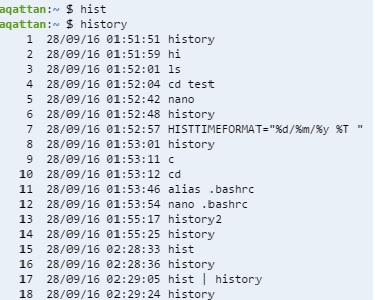 aqattan:~ $ hist
aqattan:~ $ history
1 28/09/16 01:51:51 history
2 28/09/16 01:51:59 hi
3 28/09/16 01:52:01 ls
4 28/09/16 01:52:04 cd test
5 28/09/16 01:52:42 nano
6 28/09/16 01:52:48 history
7 28/09/16 01:52:57 HISTTIMEFORMAT="%d/%m/%y %T "
8 28/09/16 01:53:01 history
9 28/09/16 01:53:11 c
10 28/09/16 01:53:12 cd
11 28/09/16 01:53:46 alias .bashrc
12 28/09/16 01:53:54 nano .bashrc
13 28/09/16 01:55:17 history2
14 28/09/16 01:55:25 history
15 28/09/16 02:28:33 hist
16 28/09/16 02:28:36 history
17 28/09/16 02:29:05 hist | history
18 28/09/16 02:29:24 history